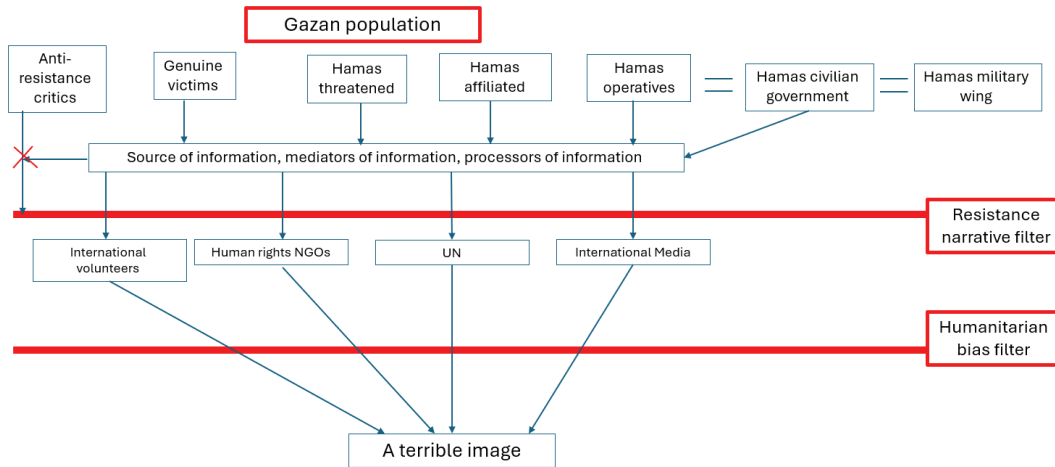 Gazan population
Anti-
resistance
critics
Genuine
victims
Hamas
threatened
Hamas
affiliated
Hamas
operatives
Hamas civilian
government
Hamas military
wing
Source of information, mediators of information, processors of information
Resistance
narrative filter
International
volunteers
Human rights NGOs
UN
International Media
Humanitarian
bias filter
A terrible image